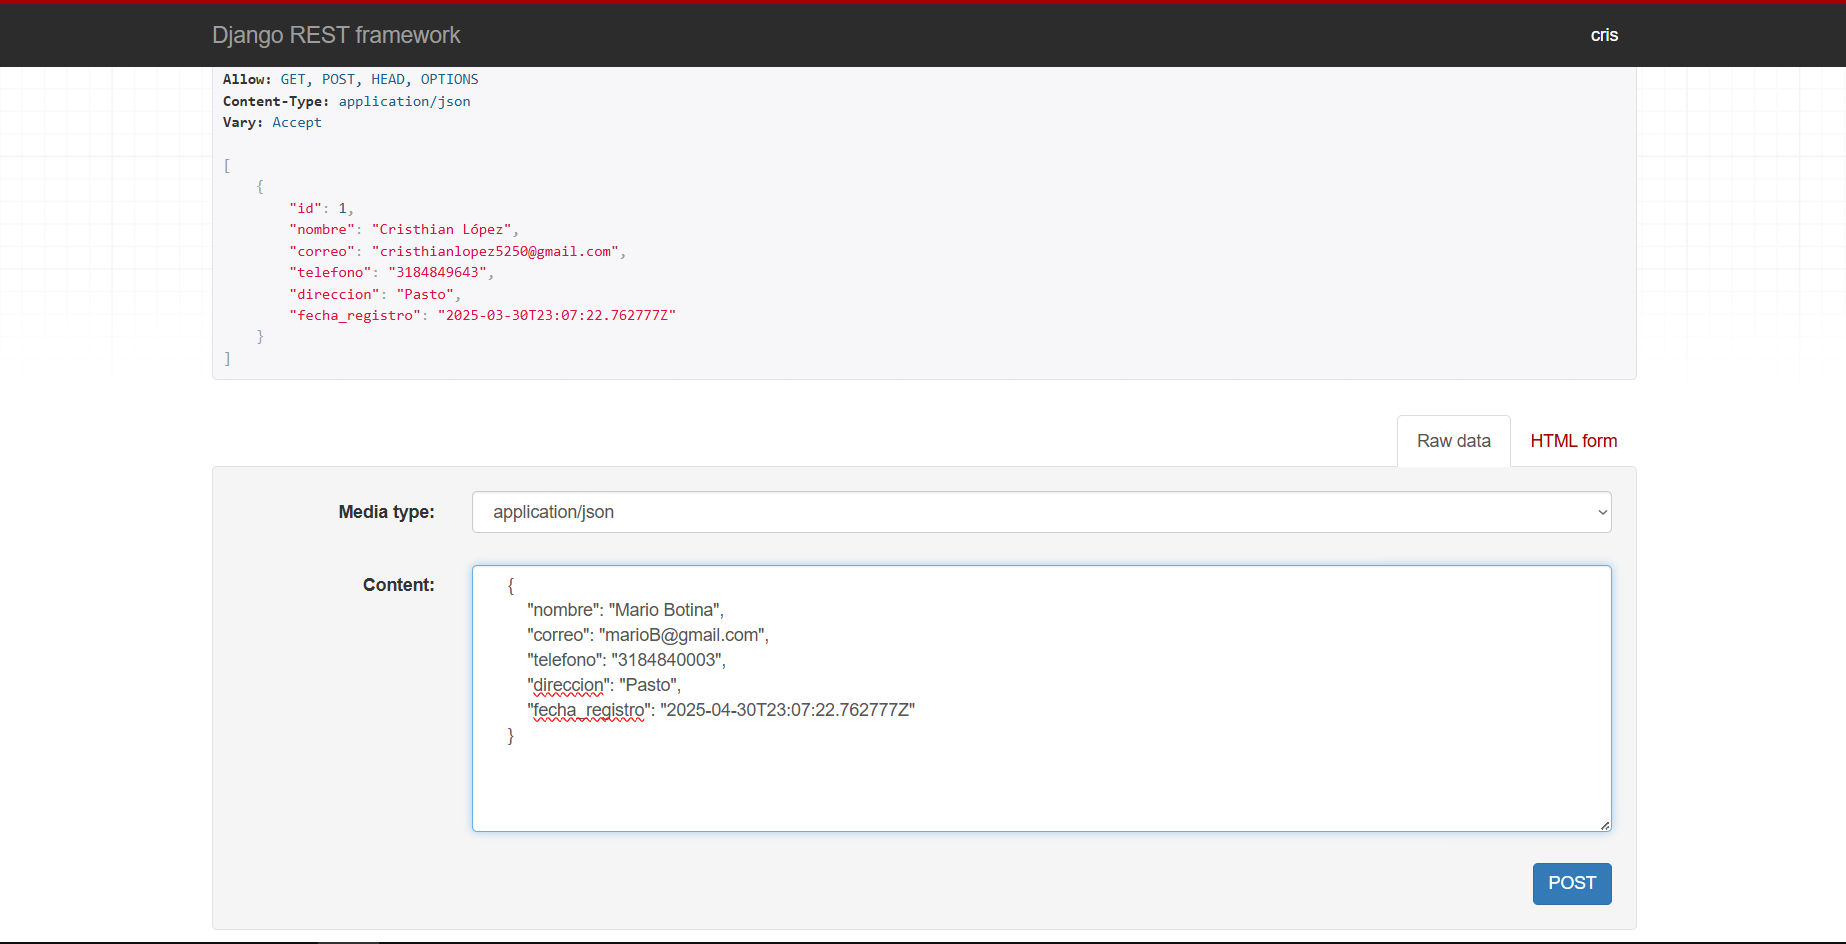 Django REST framework
cris
Allow: GET, POST, HEAD, OPTIONS
Content-Type: application/json
Vary: Accept
[
{
"id": 1,
"nombre": "Cristhian López",
"correo": "cristhianlopez5250@gmail.com",
"telefono": "3184849643",
"direccion": "Pasto",
"fecha_registro": "2025-03-30T23:07:22.762777Z"
}
]
Raw data
HTML form
Media type:
application/json
Content:
{
"nombre": "Mario Botina",
"correo": "marioB@gmail.com",
"telefono": "3184840003",
"direccion": "Pasto",
"fecha_registro": "2025-04-30T23:07:22.762777Z"
}
POST